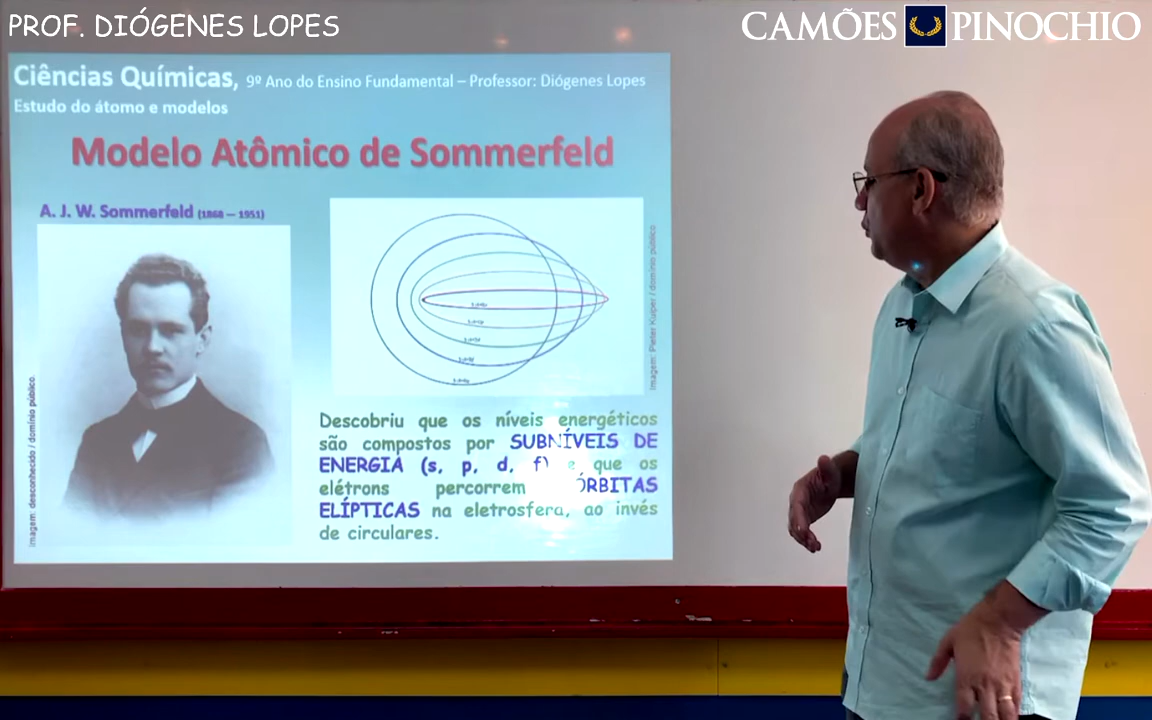 PROF. DIÓGENES LOPES
CAMÕES PINOCHIO
Ciências Químicas, 9º Ano do Ensino Fundamental – Professor: Diógenes Lopes
Estudo do átomo e modelos
Modelo Atômico de Sommerfeld
A. J. W. Sommerfeld (1868 – 1951)
Imagem: desconhecido / domínio público.
Imagem: Pieter Kuiper / domínio público
Descobriu que os níveis energéticos
são compostos por SUBNÍVEIS DE
ENERGIA (s, p, d, f) e que os
elétrons percorrem ÓRBITAS
ELÍPTICAS na eletrosfera, ao invés
de circulares.